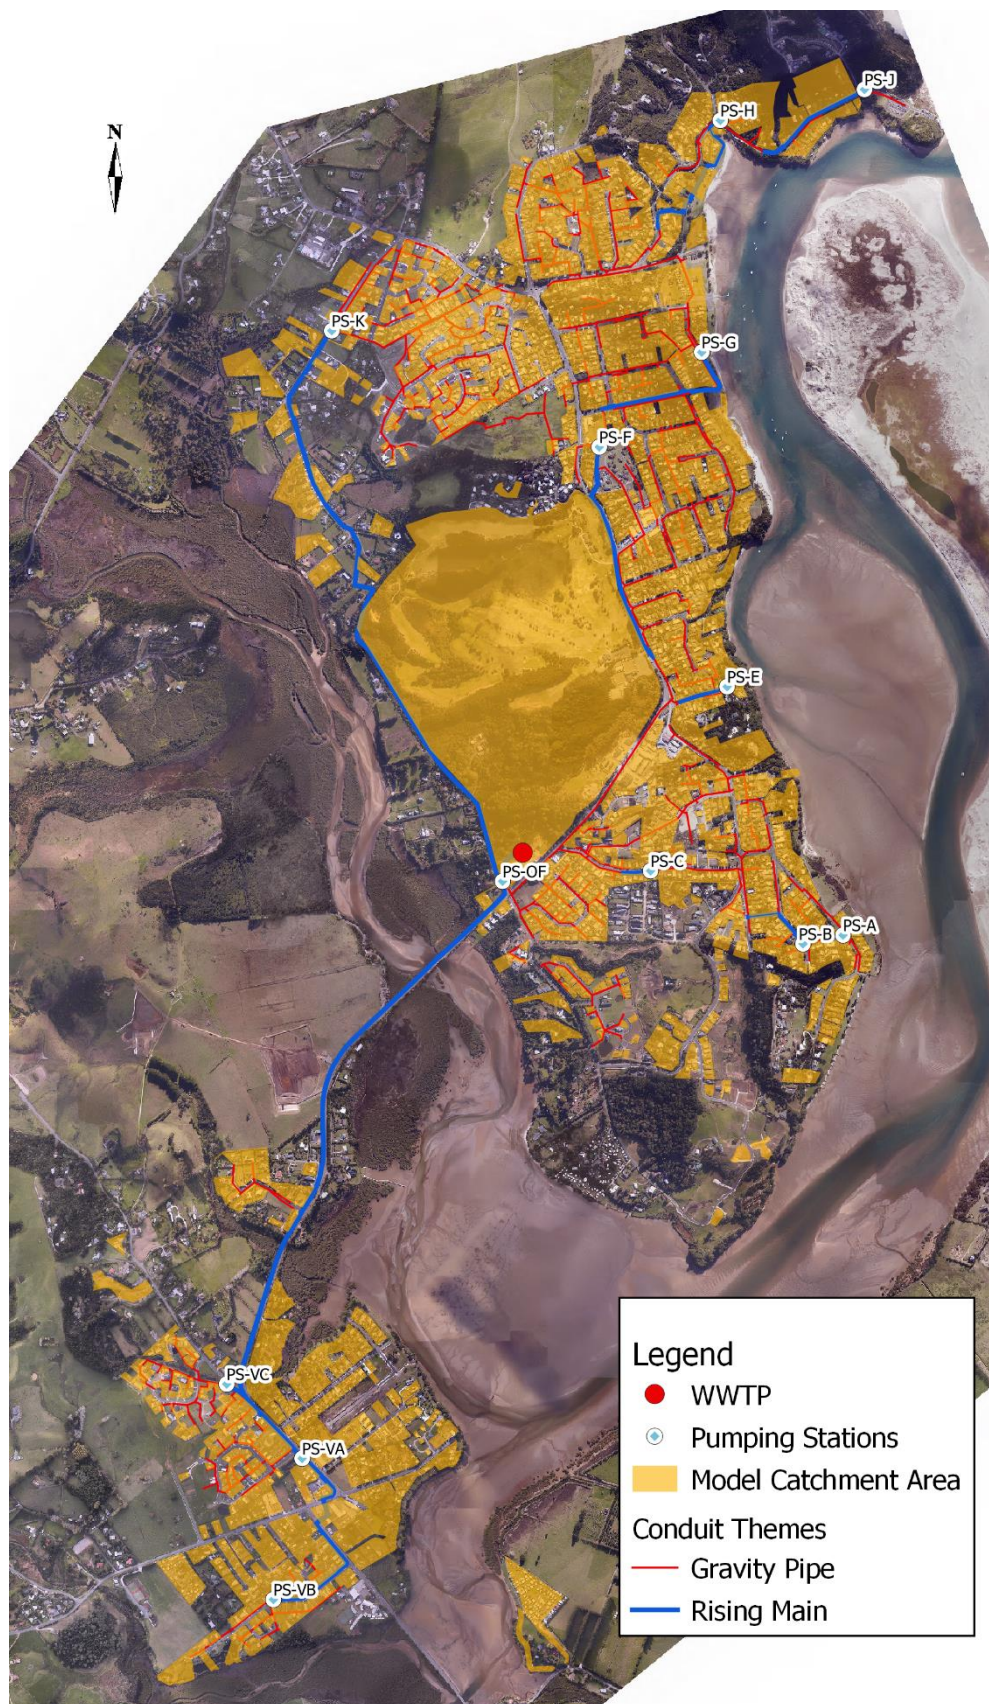 N
PS-J
PS-H
PS-K
PS-G
PS-F
PS-E
PS-OF
PS-C
PS-A
PS-B
PS-VC
PS-VA
PS-VB
Legend
WWTP
Pumping Stations
Model Catchment Area
Conduit Themes
Gravity Pipe
Rising Main